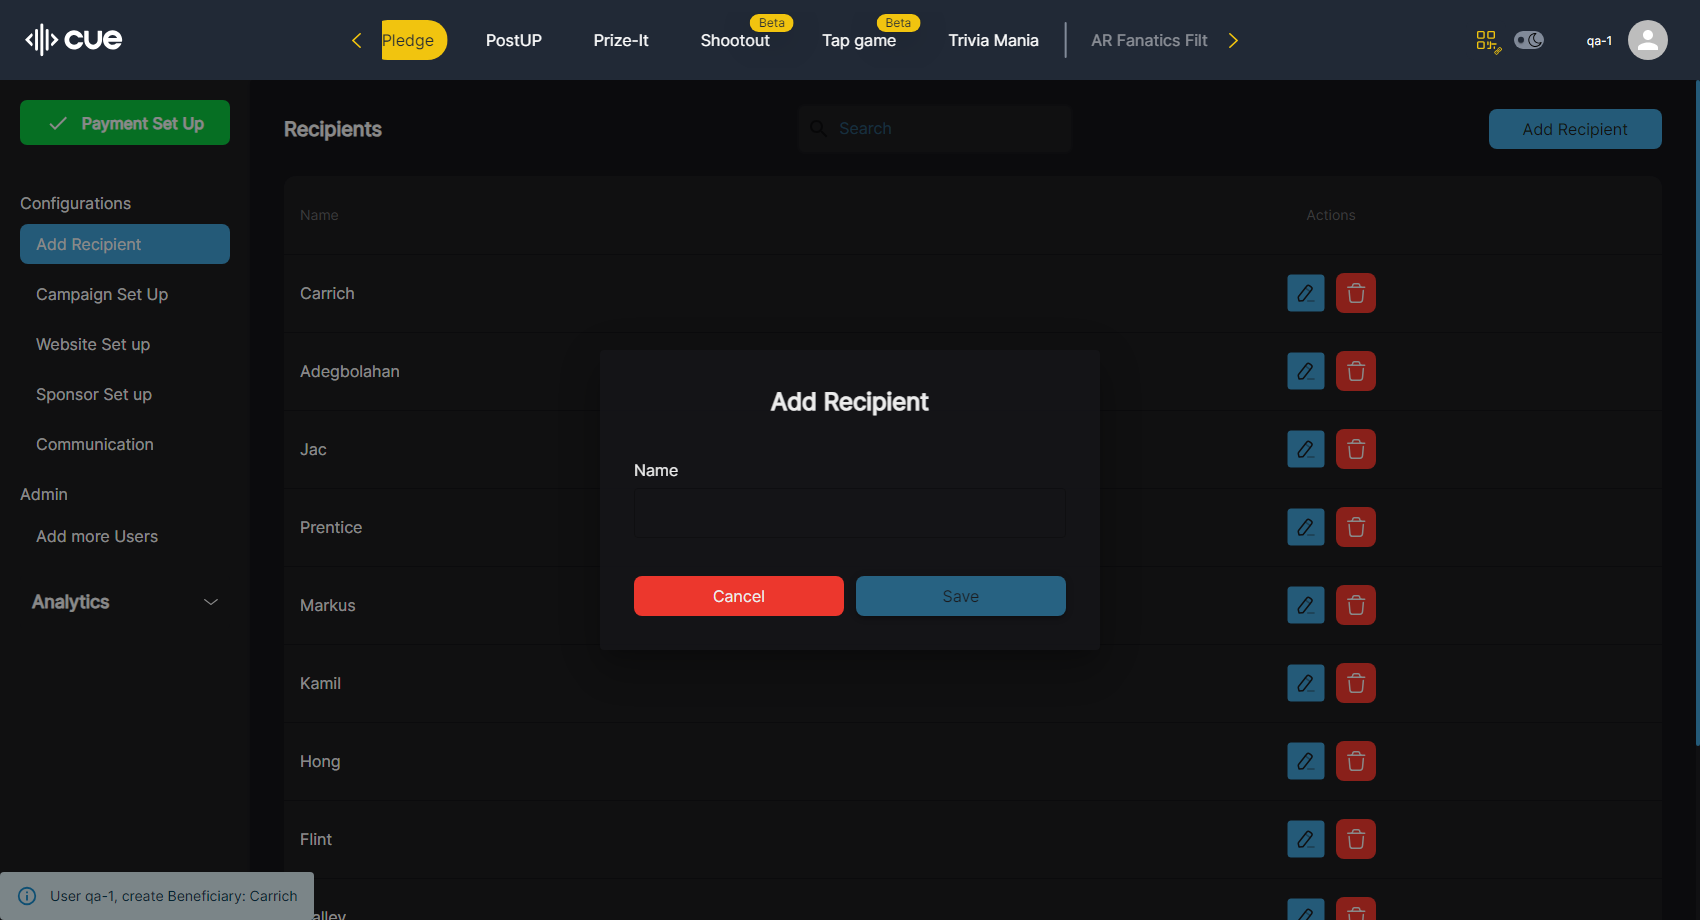 cue
Pledge
PostUP
Prize-It
Shootout
Beta
Tap game
Beta
Trivia Mania
AR Fanatics Filt
qa-1
Payment Set Up
Configurations
Add Recipient
Campaign Set Up
Website Set up
Sponsor Set up
Communication
Admin
Add more Users
Analytics
Recipients
Search
Add Recipient
Name
Actions
Carrich
Adegbolahan
Jac
Prentice
Markus
Kamil
Hong
Flint
Add Recipient
Name
Cancel
Save
User qa-1, create Beneficiary: Carrich